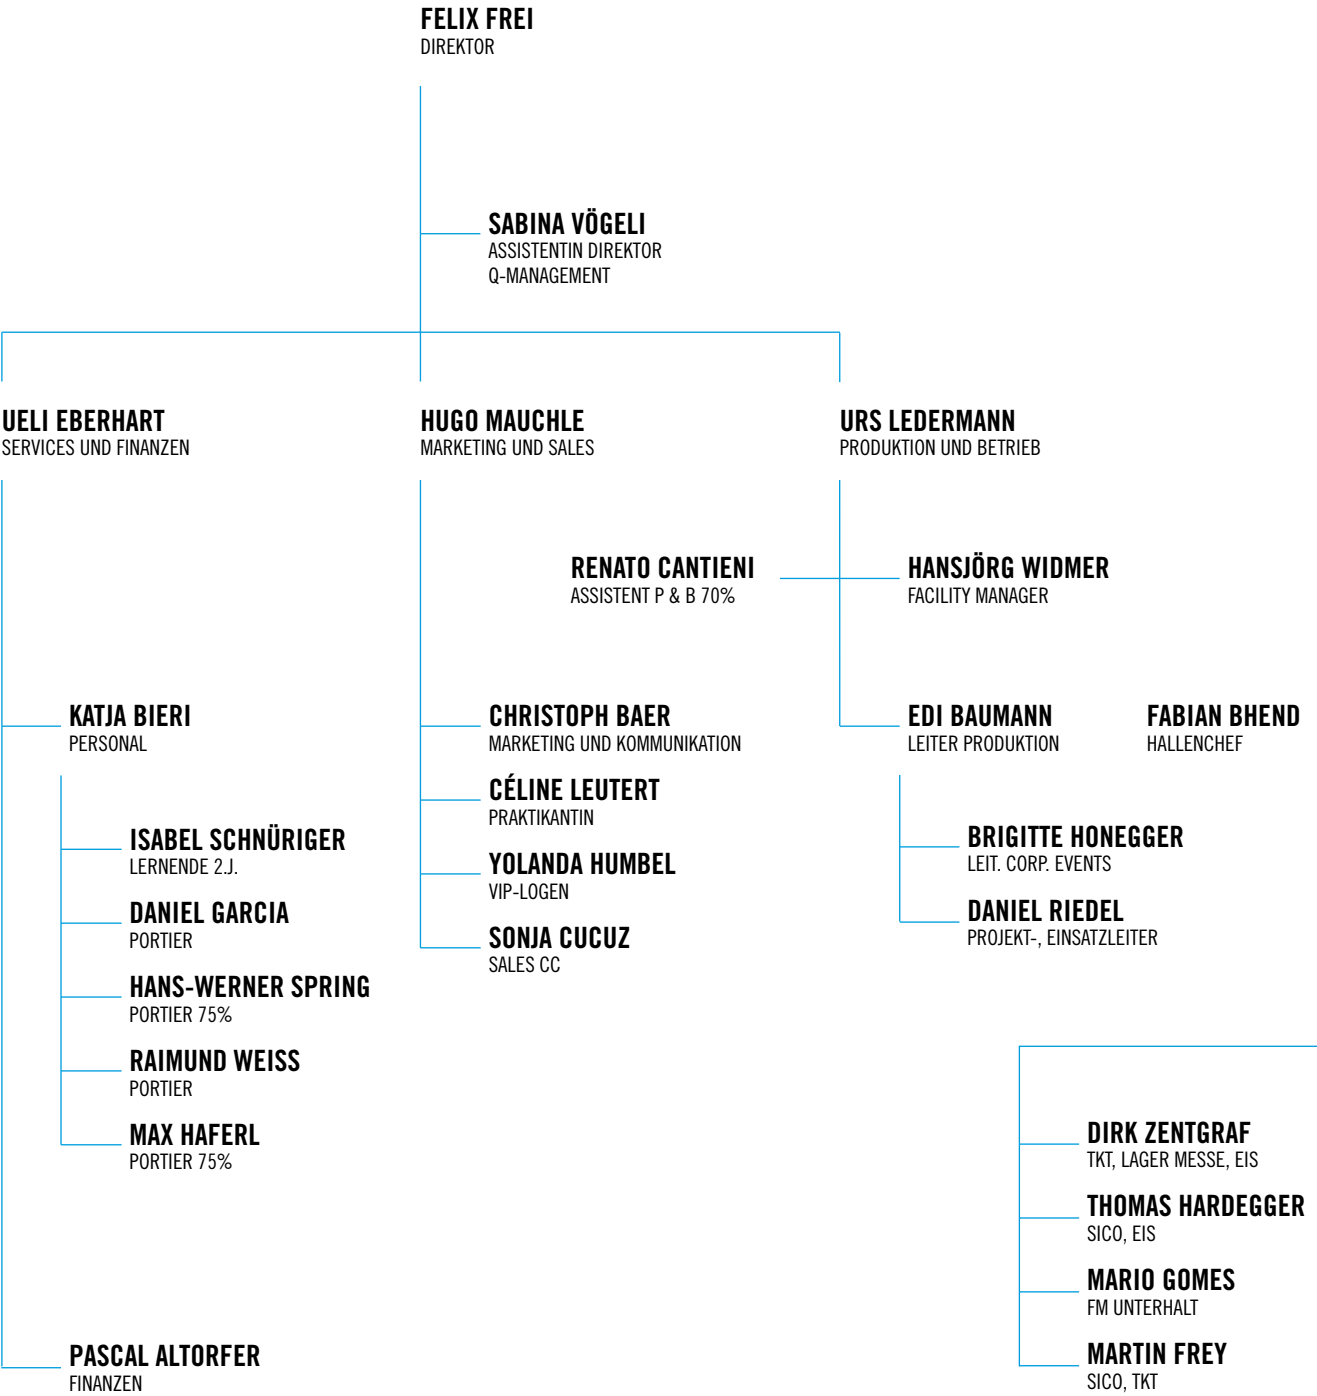 FELIX FREI
DIREKTOR
SABINA VÖGELI
ASSISTENTIN DIREKTOR
Q-MANAGEMENT
UELI EBERHART
SERVICES UND FINANZEN
HUGO MAUCHLE
MARKETING UND SALES
URS LEDERMANN
PRODUKTION UND BETRIEB
RENATO CANTIENI
ASSISTENT P & B 70%
HANSJÖRG WIDMER
FACILITY MANAGER
KATJA BIERI
PERSONAL
ISABEL SCHNÜRIGER
LERNENDE 2.J.
DANIEL GARCIA
PORTIER
HANS-WERNER SPRING
PORTIER 75%
RAIMUND WEISS
PORTIER
MAX HAFERL
PORTIER 75%
PASCAL ALTORFER
FINANZEN
CHRISTOPH BAER
MARKETING UND KOMMUNIKATION
CÉLINE LEUTERT
PRAKTIKANTIN
YOLANDA HUMBEL
VIP-LOGEN
SONJA CUCUZ
SALES CC
EDI BAUMANN
LEITER PRODUKTION
BRIGITTE HONEGGER
LEIT. CORP. EVENTS
DANIEL RIEDEL
PROJEKT-, EINSATZLEITER
FABIAN BHEND
HALLENCHEF
DIRK ZENTGRAF
TKT, LAGER MESSE, EIS
THOMAS HARDEGGER
SICO, EIS
MARIO GOMES
FM UNTERHALT
MARTIN FREY
SICO, TKT